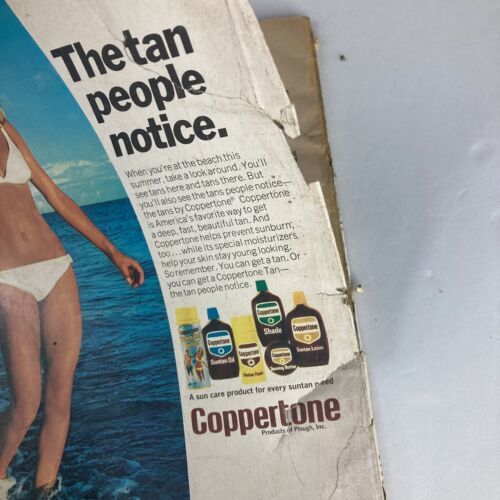 The tan
people
notice.
When you're at the beach this
summer, take a look around. You'll
see tans here and tans there. But
you'll also see the tans people notice—
the tans by Coppertone® Coppertone
is America's favorite way to get
a deep, fast, beautiful tan. And
Coppertone helps prevent sunburn,
too...while its special moisturizers
help your skin stay young looking.
So remember. You can get a tan. Or
you can get a Coppertone Tan—
the tan people notice.
Coppertone
Suntan Oil
Coppertone
Coppertone
Shade
Coppertone
Coppertone
Suntan Lotion
A sun care product for every suntan need
Coppertone
Products of Plough, Inc.